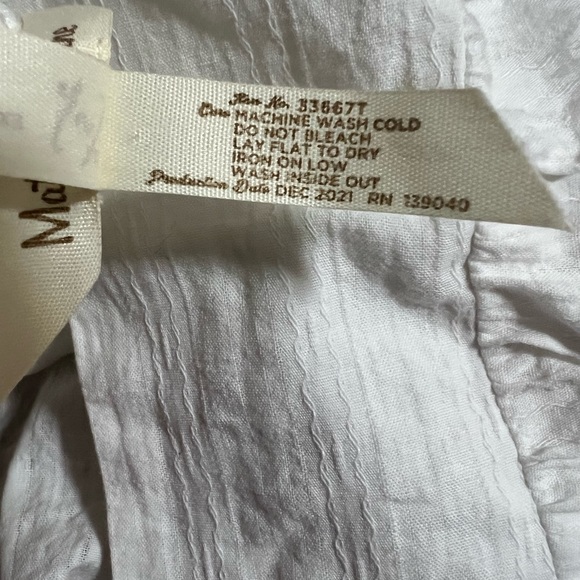 Item No. 33667T
Care MACHINE WASH COLD
DO NOT BLEACH
LAY FLAT TO DRY
IRON ON LOW
WASH INSIDE OUT
Production Date DEC 2021 RN 139040
Mat